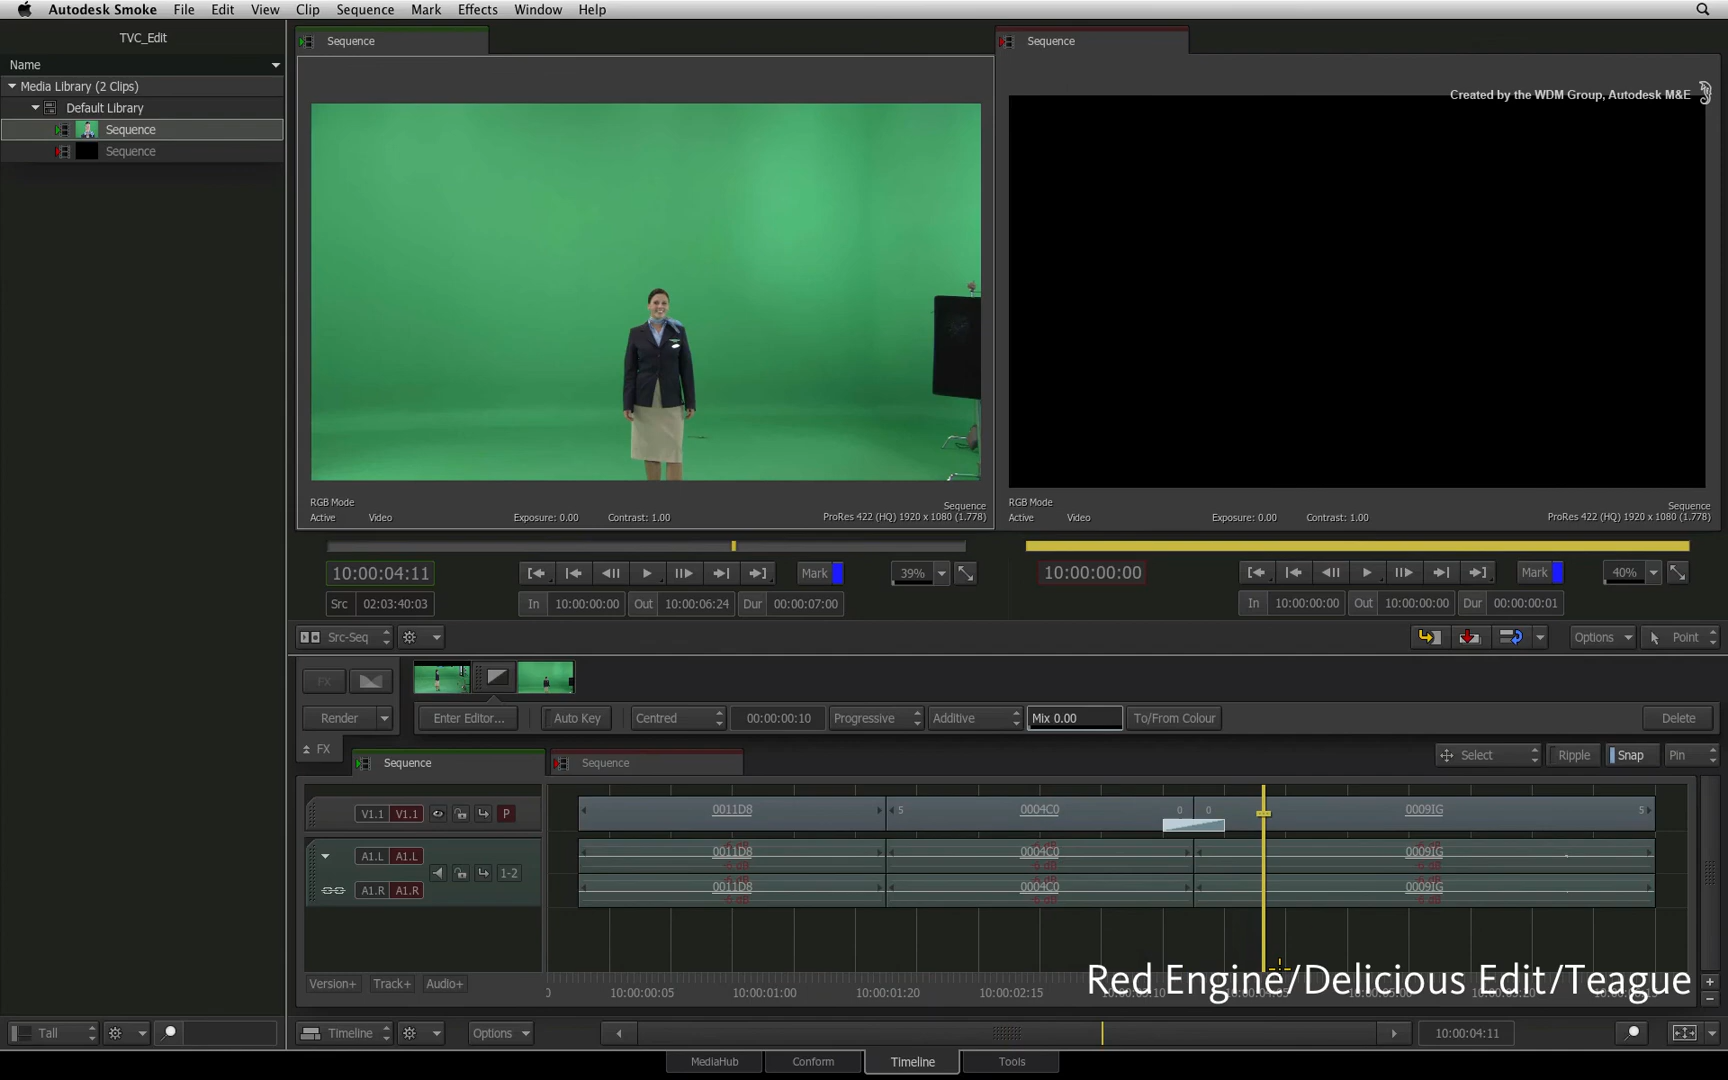 Autodesk Smoke File Edit View Clip Sequence Mark Effects Window Help
TVC_Edit
Name
Media Library (2 Clips)
Default Library
Sequence
Sequence
Sequence
Sequence
Created by the WDM Group, Autodesk M&E
RGB Mode
Sequence
Active Video Exposure: 0.00 Contrast: 1.00 ProRes 422 (HQ) 1920 x 1080 (1.778)
RGB Mode
Sequence
Active Video Exposure: 0.00 Contrast: 1.00 ProRes 422 (HQ) 1920 x 1080 (1.778)
10:00:04:11 Mark 39%
Src 02:03:40:03 In 10:00:00:00 Out 10:00:06:24 Dur 00:00:07:00
10:00:00:00 Mark 40%
In 10:00:00:00 Out 10:00:00:00 Dur 00:00:00:01
Src-Seq Options Point
FX
Render Enter Editor... Auto Key Centred 00:00:00:10 Progressive Additive Mix 0.00 To/From Colour Delete
FX
Sequence Sequence Select Ripple Snap Pin
V1.1 V1.1 P 0011D8 5 0004C0 0 0 0009IG 5
A1.L A1.L 0011D8 0004C0 0009IG
1-2
A1.R A1.R 0011D8 0004C0 0009IG
Red Engine/Delicious Edit/Teague
Version+ Track+ Audio+
0 10:00:00:05 10:00:01:00 10:00:01:20 10:00:02:15
Tall Timeline Options 10:00:04:11
MediaHub Conform Timeline Tools